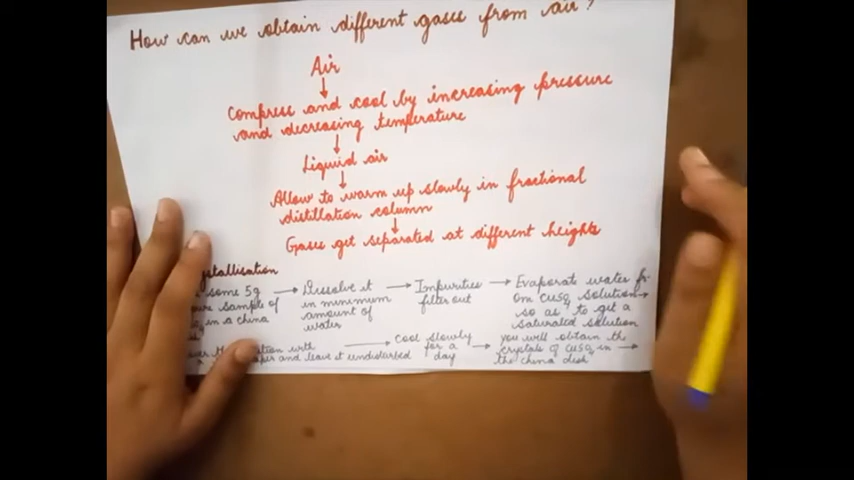 How can we obtain different gases from air?
Air
Compress and cool by increasing pressure
and decreasing temperature
Liquid air
Allow to warm up slowly in fractional
distillation column
Gases get separated at different heights
some 5g → Dissolve it → Impurities → Evaporate water fr-
sample of in minimum filter out om CuSO₄ solution →
in a china amount of so as to get a
water saturated solution
with → cool slowly → you will obtain the
and leave it undisturbed for a crystals of CuSO₄ in →
day the china dish